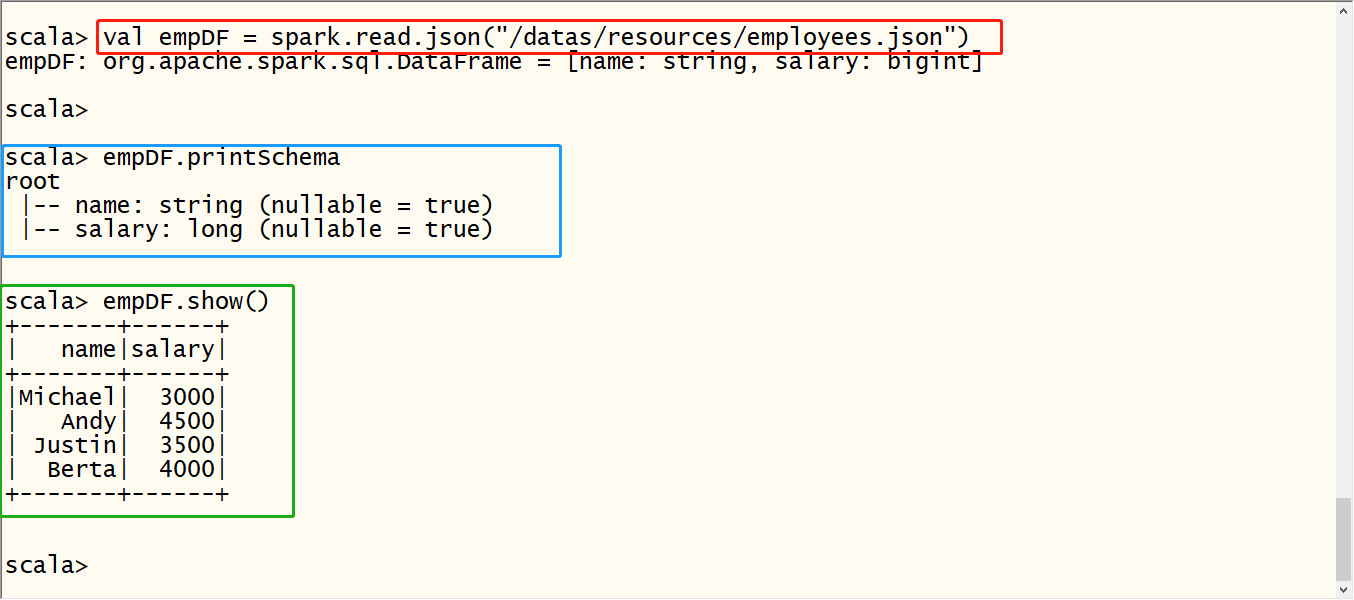 scala> val empDF = spark.read.json("/datas/resources/employees.json")
empDF: org.apache.spark.sql.DataFrame = [name: string, salary: bigint]
scala>
scala> empDF.printSchema
root
 |-- name: string (nullable = true)
 |-- salary: long (nullable = true)
scala> empDF.show()
+-------+------+
|   name|salary|
+-------+------+
|Michael|  3000|
|   Andy|  4500|
| Justin|  3500|
|  Berta|  4000|
+-------+------+
scala>